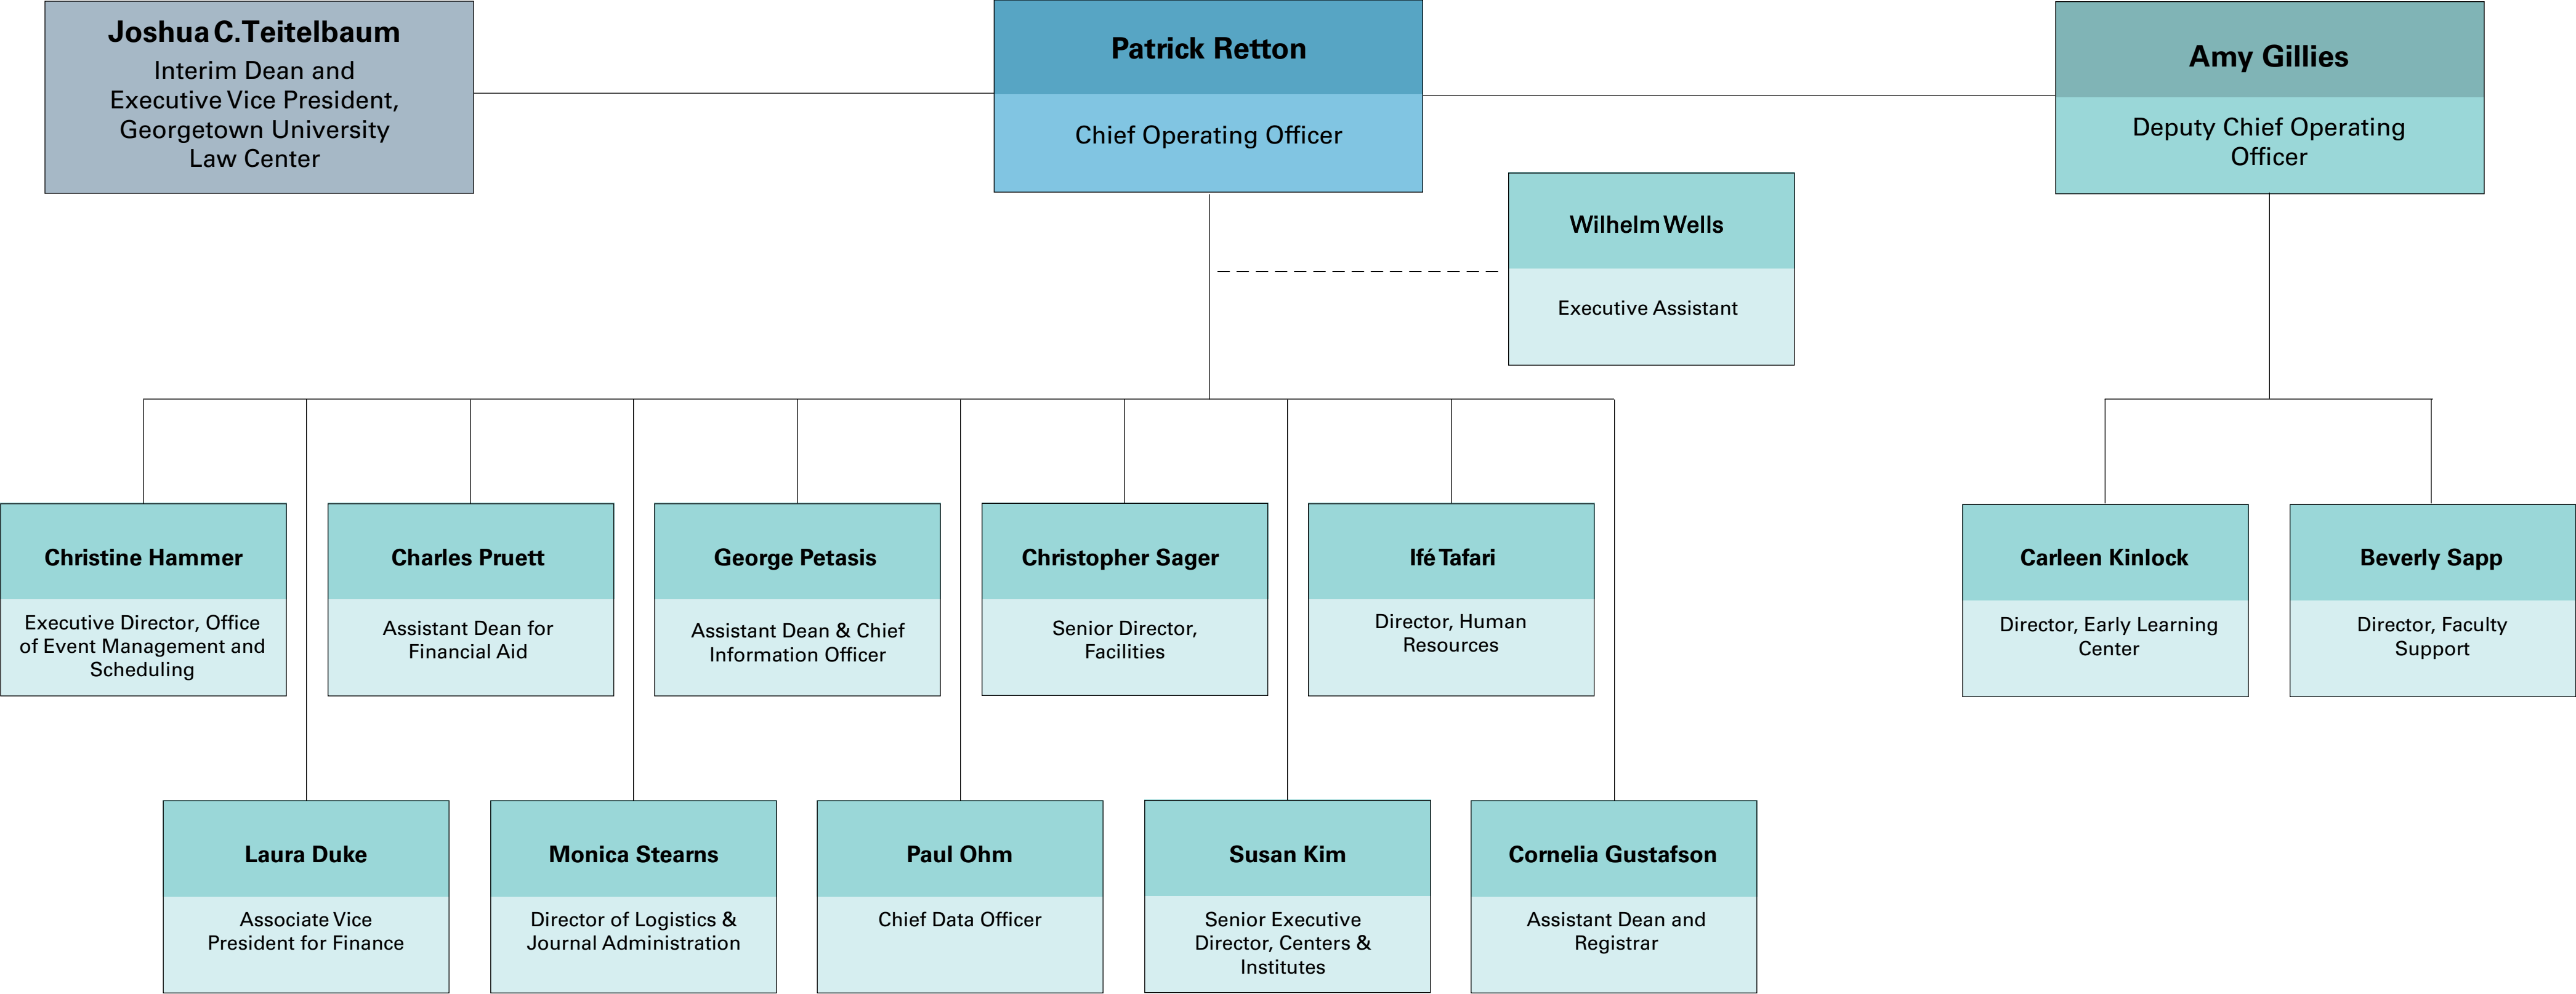 Joshua C. Teitelbaum
Interim Dean and
Executive Vice President,
Georgetown University
Law Center
Patrick Retton
Chief Operating Officer
Amy Gillies
Deputy Chief Operating
Officer
Wilhelm Wells
Executive Assistant
Christine Hammer
Executive Director, Office
of Event Management and
Scheduling
Charles Pruett
Assistant Dean for
Financial Aid
George Petasis
Assistant Dean & Chief
Information Officer
Christopher Sager
Senior Director,
Facilities
Ifé Tafari
Director, Human
Resources
Carleen Kinlock
Director, Early Learning
Center
Beverly Sapp
Director, Faculty
Support
Laura Duke
Associate Vice
President for Finance
Monica Stearns
Director of Logistics &
Journal Administration
Paul Ohm
Chief Data Officer
Susan Kim
Senior Executive
Director, Centers &
Institutes
Cornelia Gustafson
Assistant Dean and
Registrar